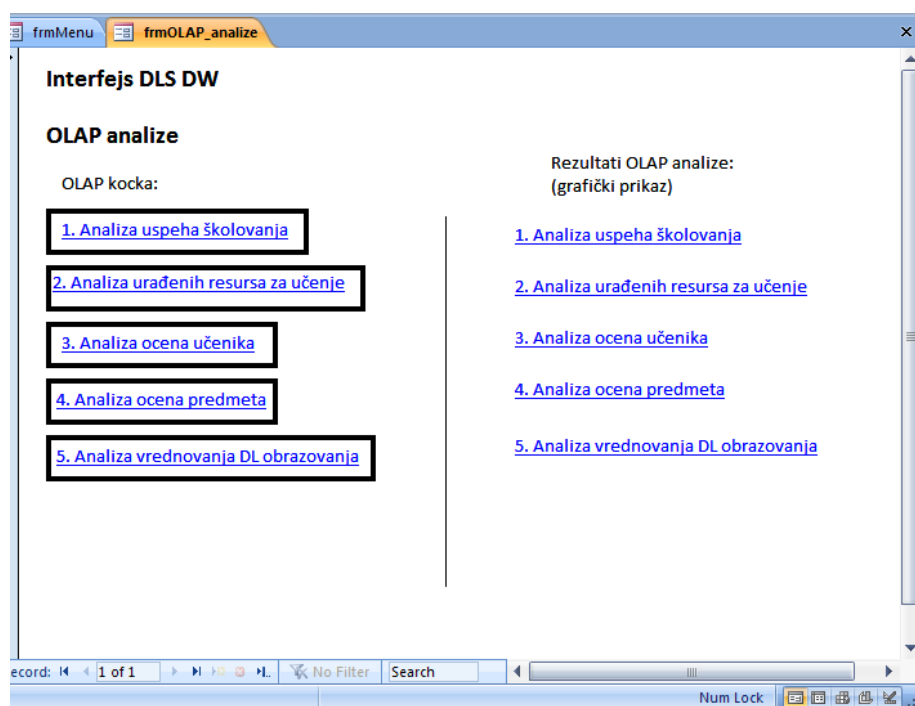 frmMenu
frmOLAP_analize
Interfejs DLS DW
OLAP analize
OLAP kocka:
1. Analiza uspeha školovanja
2. Analiza urađenih resursa za učenje
3. Analiza ocena učenika
4. Analiza ocena predmeta
5. Analiza vrednovanja DL obrazovanja
Rezultati OLAP analize:
(grafički prikaz)
1. Analiza uspeha školovanja
2. Analiza urađenih resursa za učenje
3. Analiza ocena učenika
4. Analiza ocena predmeta
5. Analiza vrednovanja DL obrazovanja
ecord: 1 of 1 No Filter Search
Num Lock